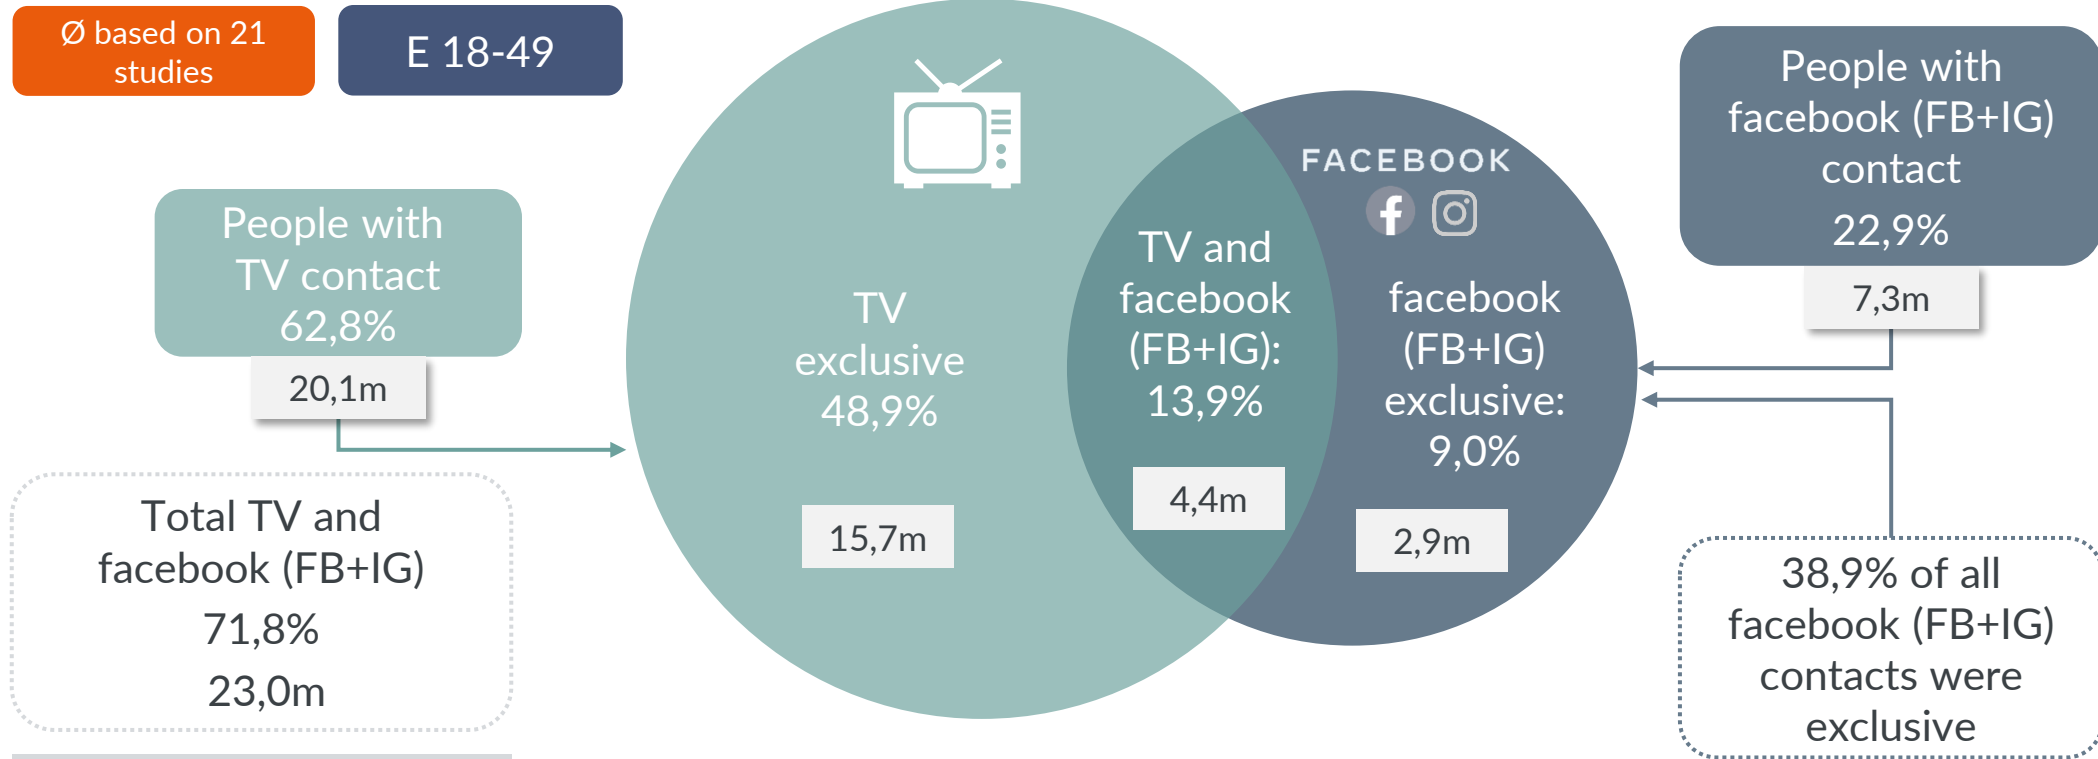 Ø based on 21
studies
E 18-49
People with
TV contact
62,8%
20,1m
Total TV and
facebook (FB+IG)
71,8%
23,0m
TV
exclusive
48,9%
15,7m
TV and
facebook
(FB+IG):
13,9%
4,4m
FACEBOOK
facebook
(FB+IG)
exclusive:
9,0%
2,9m
People with
facebook (FB+IG)
contact
22,9%
7,3m
38,9% of all
facebook (FB+IG)
contacts were
exclusive